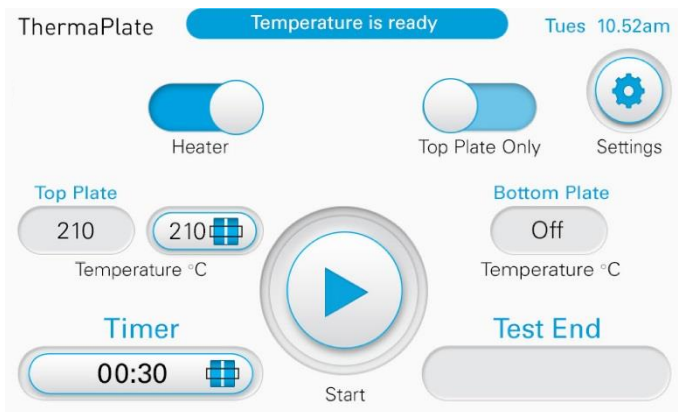 ThermaPlate Temperature is ready Tues 10.52am
Heater Top Plate Only Settings
Top Plate Bottom Plate
210 210 Off
Temperature °C Temperature °C
Timer Test End
00:30
Start